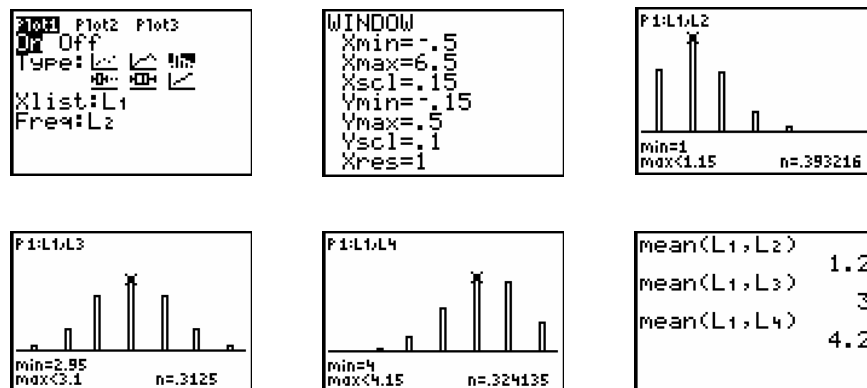 Plot1 Plot2 Plot3
On Off
Type:
Xlist:L1
Freq:L2
WINDOW
Xmin=-.5
Xmax=6.5
Xscl=.15
Ymin=-.15
Ymax=.5
Yscl=.1
Xres=1
P1:L1,L2
min=1
max<1.15 n=.393216
P1:L1,L3
min=2.95
max<3.1 n=.3125
P1:L1,L4
min=4
max<4.15 n=.324135
mean(L1,L2)
1.2
mean(L1,L3)
3
mean(L1,L4)
4.2